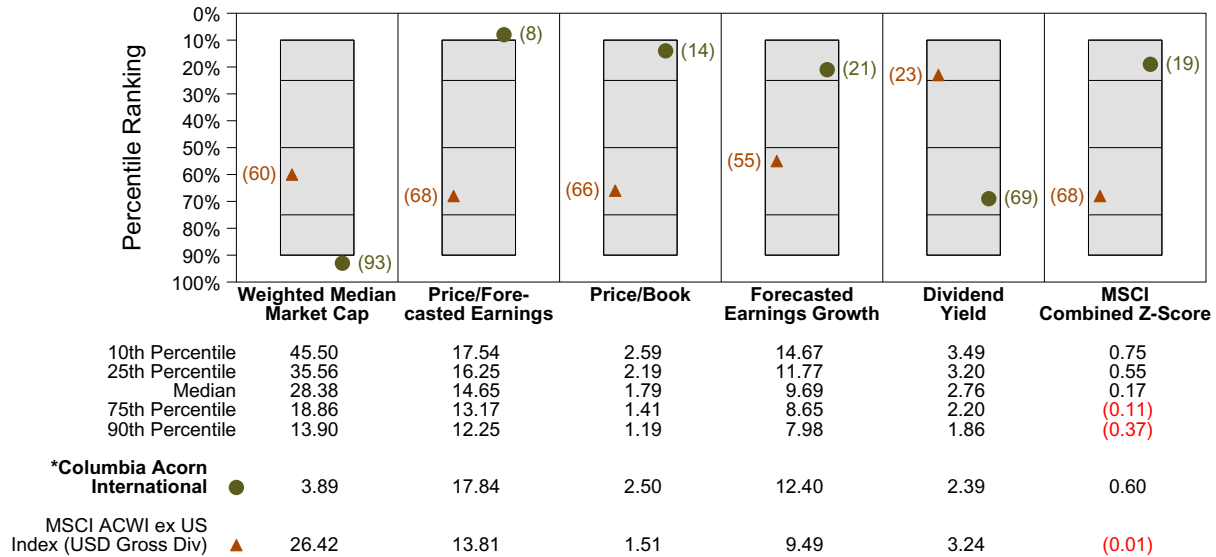 0%
10%
20%
30%
40%
50%
60%
70%
80%
90%
100%
Percentile Ranking
(60)
(93)
(8)
(68)
(14)
(66)
(21)
(55)
(23)
(69)
(19)
(68)
Weighted Median Market Cap
Price/Fore-casted Earnings
Price/Book
Forecasted Earnings Growth
Dividend Yield
MSCI Combined Z-Score
10th Percentile 45.50 17.54 2.59 14.67 3.49 0.75
25th Percentile 35.56 16.25 2.19 11.77 3.20 0.55
Median 28.38 14.65 1.79 9.69 2.76 0.17
75th Percentile 18.86 13.17 1.41 8.65 2.20 (0.11)
90th Percentile 13.90 12.25 1.19 7.98 1.86 (0.37)
*Columbia Acorn
International 3.89 17.84 2.50 12.40 2.39 0.60
MSCI ACWI ex US
Index (USD Gross Div) 26.42 13.81 1.51 9.49 3.24 (0.01)